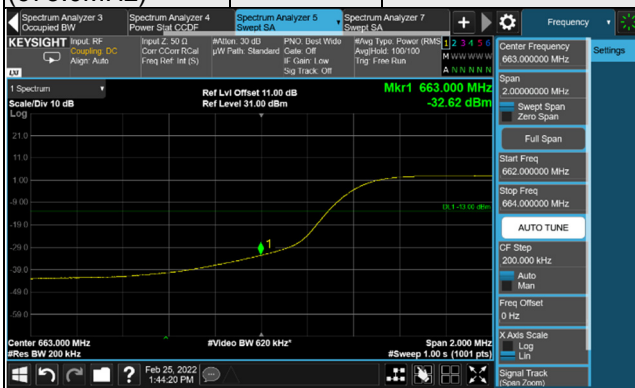 Spectrum Analyzer 3
Occupied BW
Spectrum Analyzer 4
Power Stat CCDF
Spectrum Analyzer 5
Swept SA
Spectrum Analyzer 7
Swept SA
Frequency
KEYSIGHT
Input: RF
Coupling: DC
Align: Auto
Input Z: 50 Ω
Corr CCorr RCal
Freq Ref: Int (S)
#Atten: 30 dB
µW Path: Standard
PNO: Best Wide
Gate: Off
IF Gain: Low
Sig Track: Off
#Avg Type: Power (RMS)
Avg|Hold: 100/100
Trig: Free Run
1 2 3 4 5 6
M W W W W W
A N N N N N
LXI
1 Spectrum
Scale/Div 10 dB
Ref Lvl Offset 11.00 dB
Ref Level 31.00 dBm
Mkr1 663.000 MHz
-32.62 dBm
Log
21.0
11.0
1.00
-9.00
-19.0
-29.0
-39.0
-49.0
-59.0
DL1 -13.00 dBm
1
Center 663.000 MHz
#Res BW 200 kHz
#Video BW 620 kHz*
Span 2.000 MHz
#Sweep 1.00 s (1001 pts)
Feb 25, 2022
1:44:20 PM
Center Frequency
663.000000 MHz
Settings
Span
2.00000000 MHz
Swept Span
Zero Span
Full Span
Start Freq
662.000000 MHz
Stop Freq
664.000000 MHz
AUTO TUNE
CF Step
200.000 kHz
Auto
Man
Freq Offset
0 Hz
X Axis Scale
Log
Lin
Signal Track
(Span Zoom)